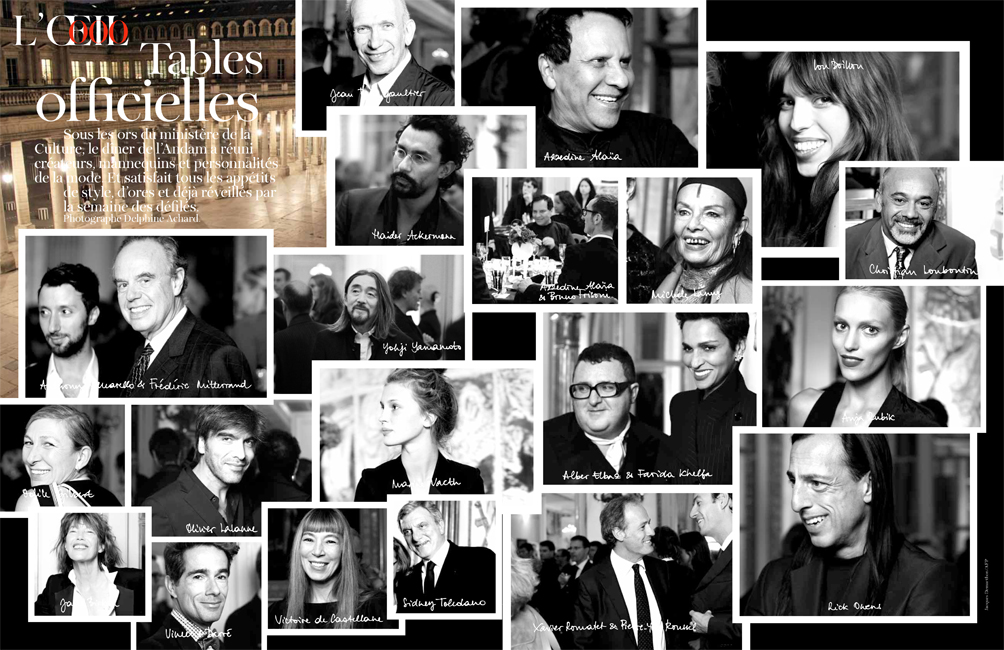 L'ŒIL
Tables
officielles
Sous les ors du ministère de la
Culture, le dîner de l'Andam a réuni
créateurs, mannequins et personnalités
de la mode. Et satisfait tous les appétits
de style, d'ores et déjà réveillés par
la semaine des défilés.
Photographe Delphine Achard.
Jean Gaultier
Azzedine Alaïa
Lou Doillon
Haider Ackermann
Azzedine Alaïa
& Bruno Frisoni
Michèle
Christian Louboutin
& Frédéric Mitterrand
Yohji Yamamoto
Alber Elbaz & Farida Khelfa
Anja Rubik
Olivier Lalanne
Vacth
Victoire de Castellane
Sidney Toledano
Xavier Romatet & Roussel
Rick Owens